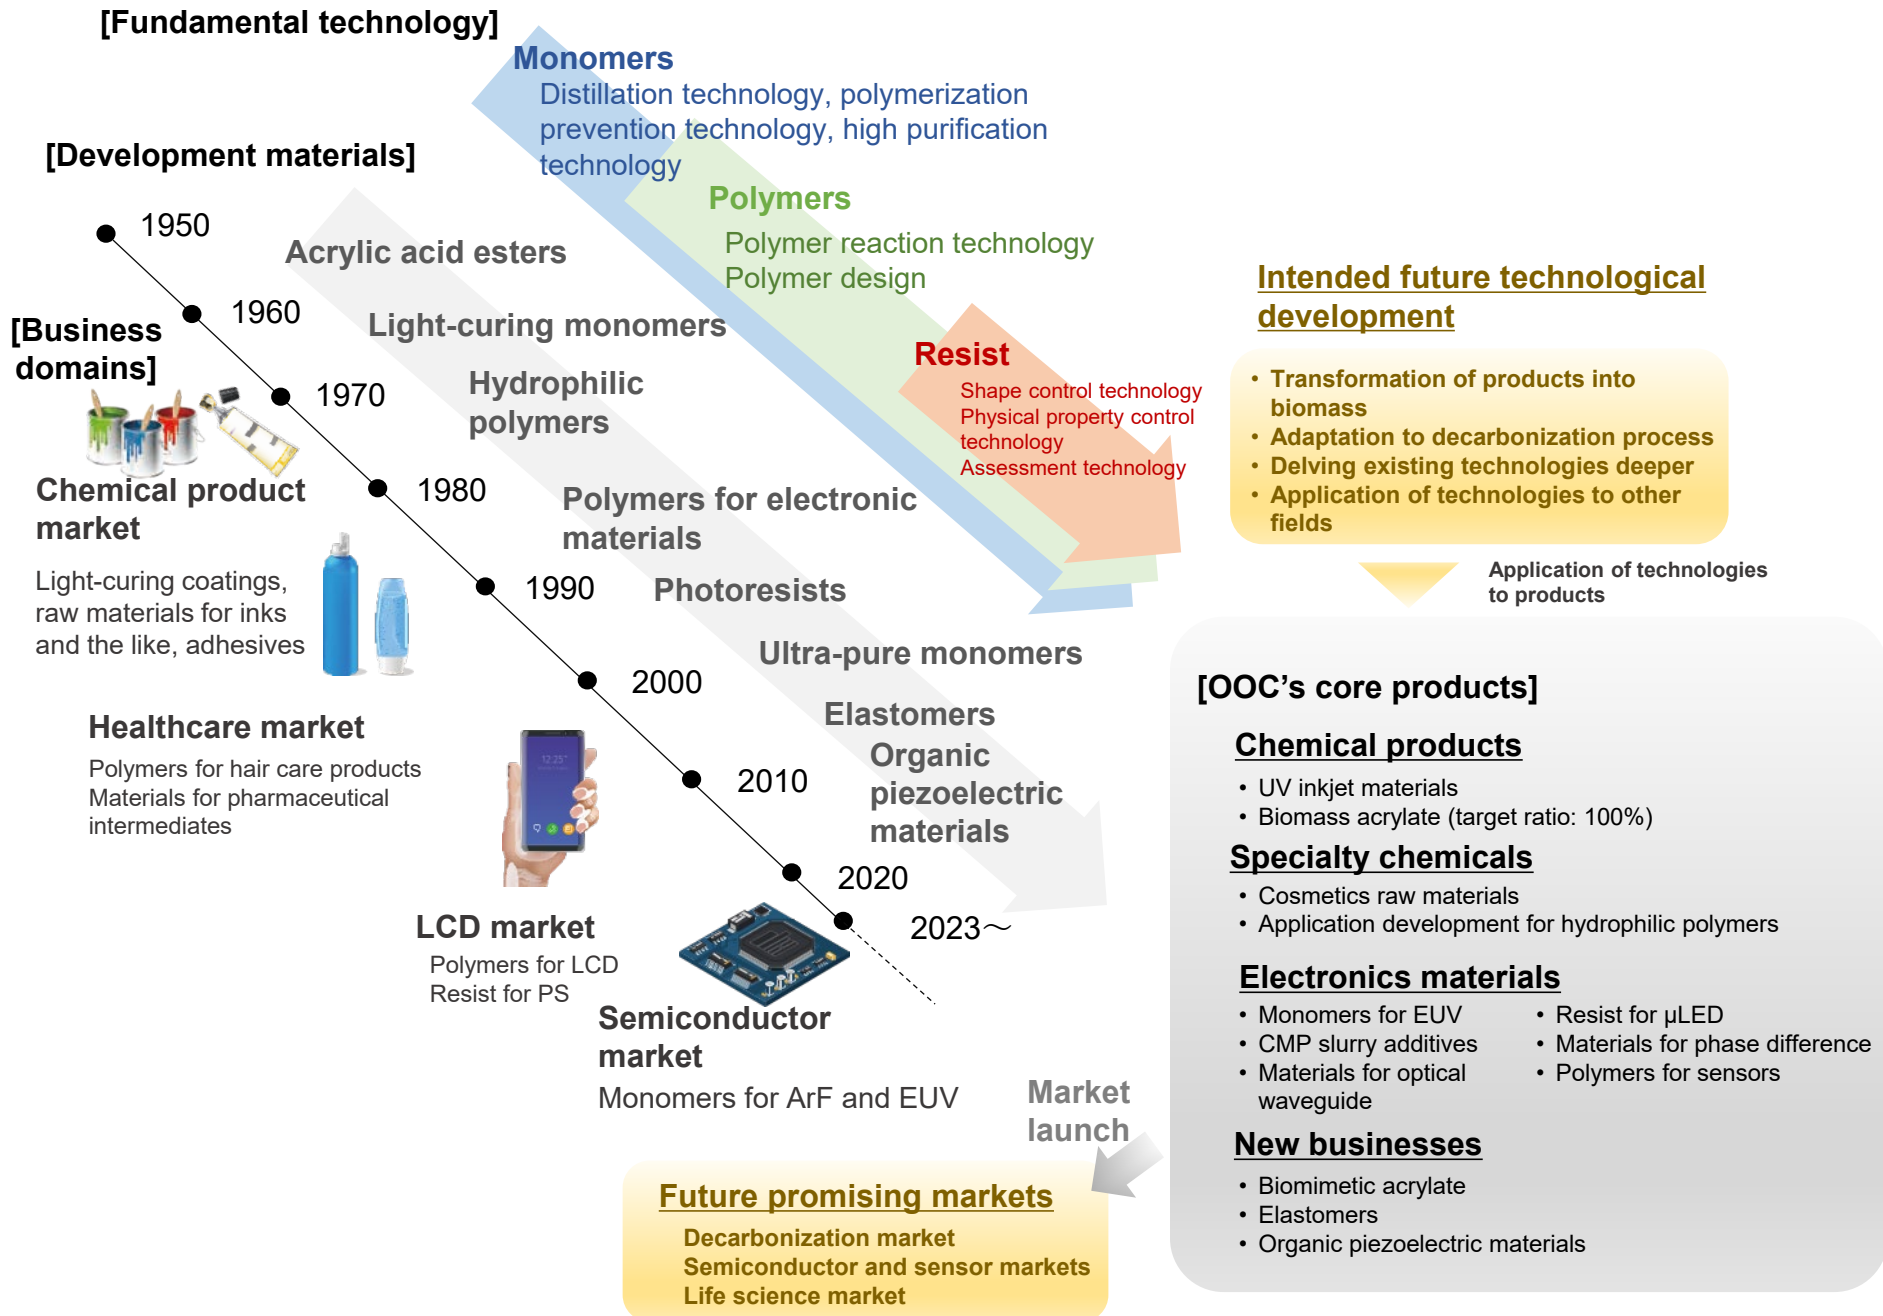 [Fundamental technology]
Monomers
Distillation technology, polymerization
prevention technology, high purification
technology
Polymers
Polymer reaction technology
Polymer design
Resist
Shape control technology
Physical property control
technology
Assessment technology
[Development materials]
Acrylic acid esters
Light-curing monomers
Hydrophilic
polymers
Polymers for electronic
materials
Photoresists
Ultra-pure monomers
Elastomers
Organic
piezoelectric
materials
1950
1960
1970
1980
1990
2000
2010
2020
2023～
[Business
domains]
Chemical product
market
Light-curing coatings,
raw materials for inks
and the like, adhesives
Healthcare market
Polymers for hair care products
Materials for pharmaceutical
intermediates
12:25
LCD market
Polymers for LCD
Resist for PS
Semiconductor
market
Monomers for ArF and EUV
Intended future technological
development
• Transformation of products into
biomass
• Adaptation to decarbonization process
• Delving existing technologies deeper
• Application of technologies to other
fields
Application of technologies
to products
[OOC’s core products]
Chemical products
• UV inkjet materials
• Biomass acrylate (target ratio: 100%)
Specialty chemicals
• Cosmetics raw materials
• Application development for hydrophilic polymers
Electronics materials
• Monomers for EUV
• CMP slurry additives
• Materials for optical
waveguide
• Resist for µLED
• Materials for phase difference
• Polymers for sensors
New businesses
• Biomimetic acrylate
• Elastomers
• Organic piezoelectric materials
Market
launch
Future promising markets
Decarbonization market
Semiconductor and sensor markets
Life science market